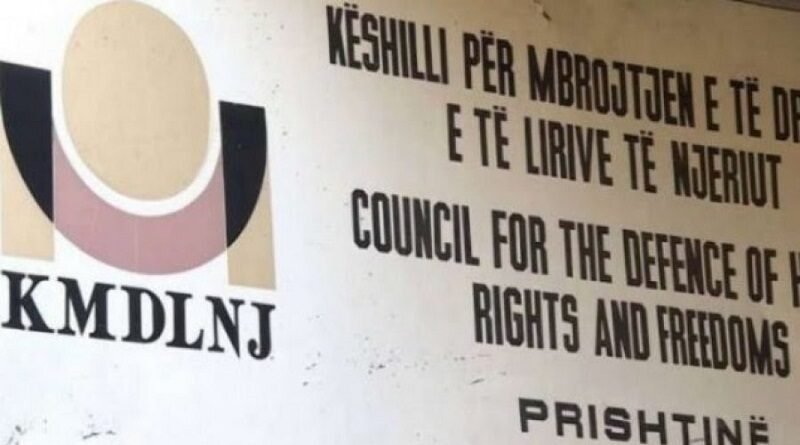 KËSHILLI PËR MBROJTJEN E TË
E TË LIRIVE TË NJERIUT
COUNCIL FOR THE DEFENCE OF
RIGHTS AND FREEDOMS
PRISHTINË
KMDLNJ